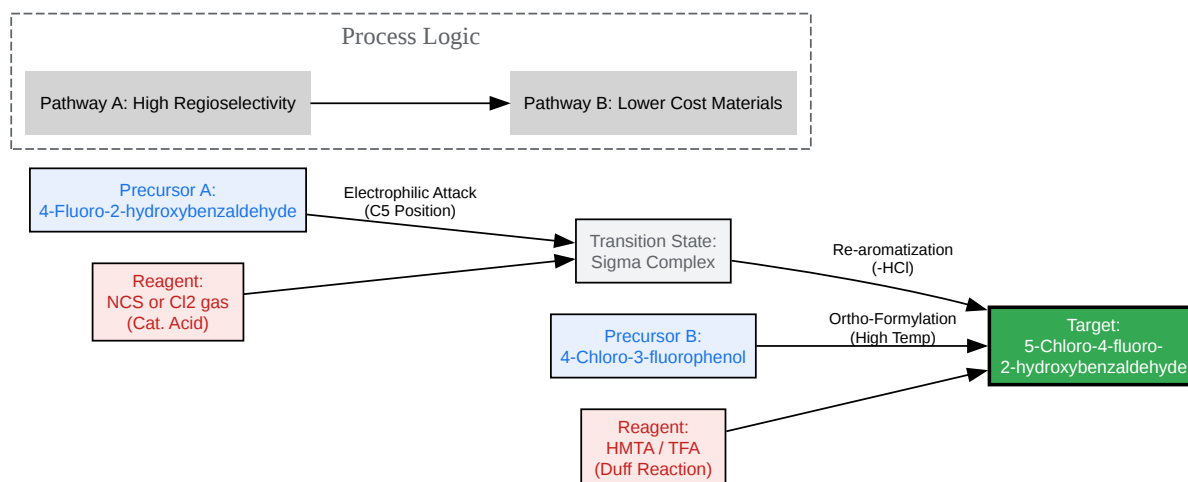 Process Logic
Pathway A: High Regioselectivity
Pathway B: Lower Cost Materials
Precursor A:
4-Fluoro-2-hydroxybenzaldehyde
Electrophilic Attack
(C5 Position)
Reagent:
NCS or Cl2 gas
(Cat. Acid)
Transition State:
Sigma Complex
Re-aromatization
(-HCl)
Precursor B:
4-Chloro-3-fluorophenol
Ortho-Formylation
(High Temp)
Target:
5-Chloro-4-fluoro-
2-hydroxybenzaldehyde
Reagent:
HMTA / TFA
(Duff Reaction)